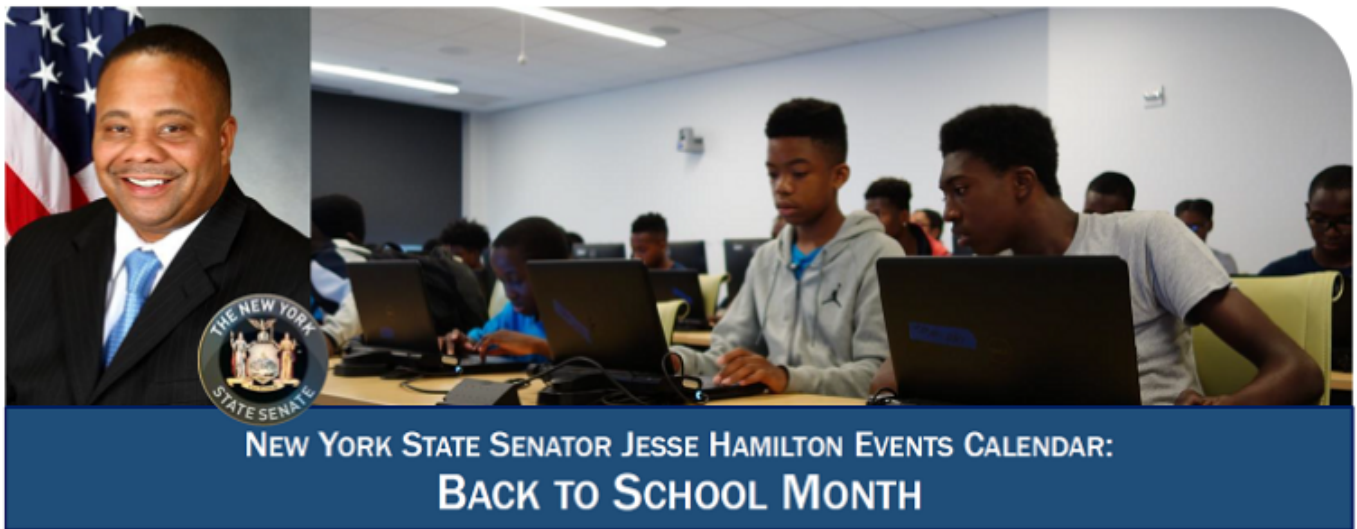 THE NEW YORK
STATE SENATE
NEW YORK STATE SENATOR JESSE HAMILTON EVENTS CALENDAR:
BACK TO SCHOOL MONTH